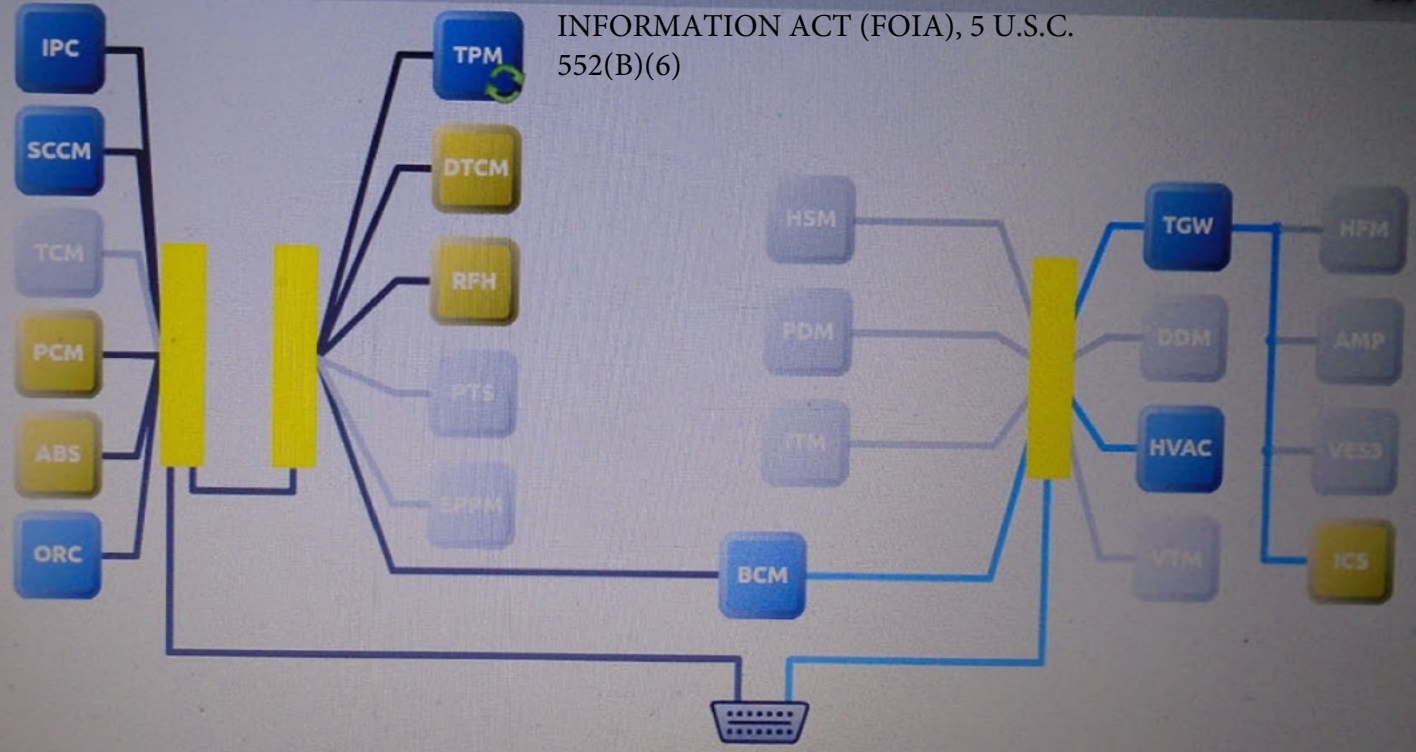 INFORMATION ACT (FOIA), 5 U.S.C.
552(B)(6)
IPC
SCCM
TCM
PCM
ABS
ORC
TPM
DTCM
RFH
PTS
EPPM
BCM
HSM
PDM
ITM
TGW
DDM
HVAC
VTM
HFM
AMP
VES3
ICS